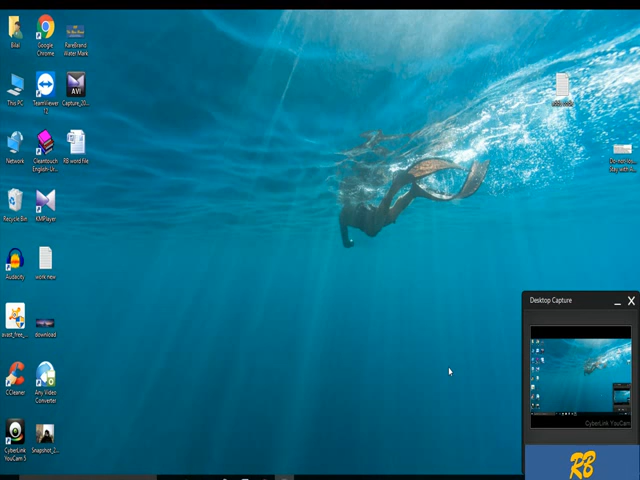 Bilal
Google
Chrome
RareBrand
Water Mark
This PC
TeamViewer
12
AVI
Capture_20...
Network
Cleantouch
English-Ur...
RB word file
Recycle Bin
KMPlayer
Audacity
work new
avast_free_...
download
CCleaner
Any Video
Converter
CyberLink
YouCam 5
Snapshot_2...
Desktop Capture
CyberLink YouCam
RB